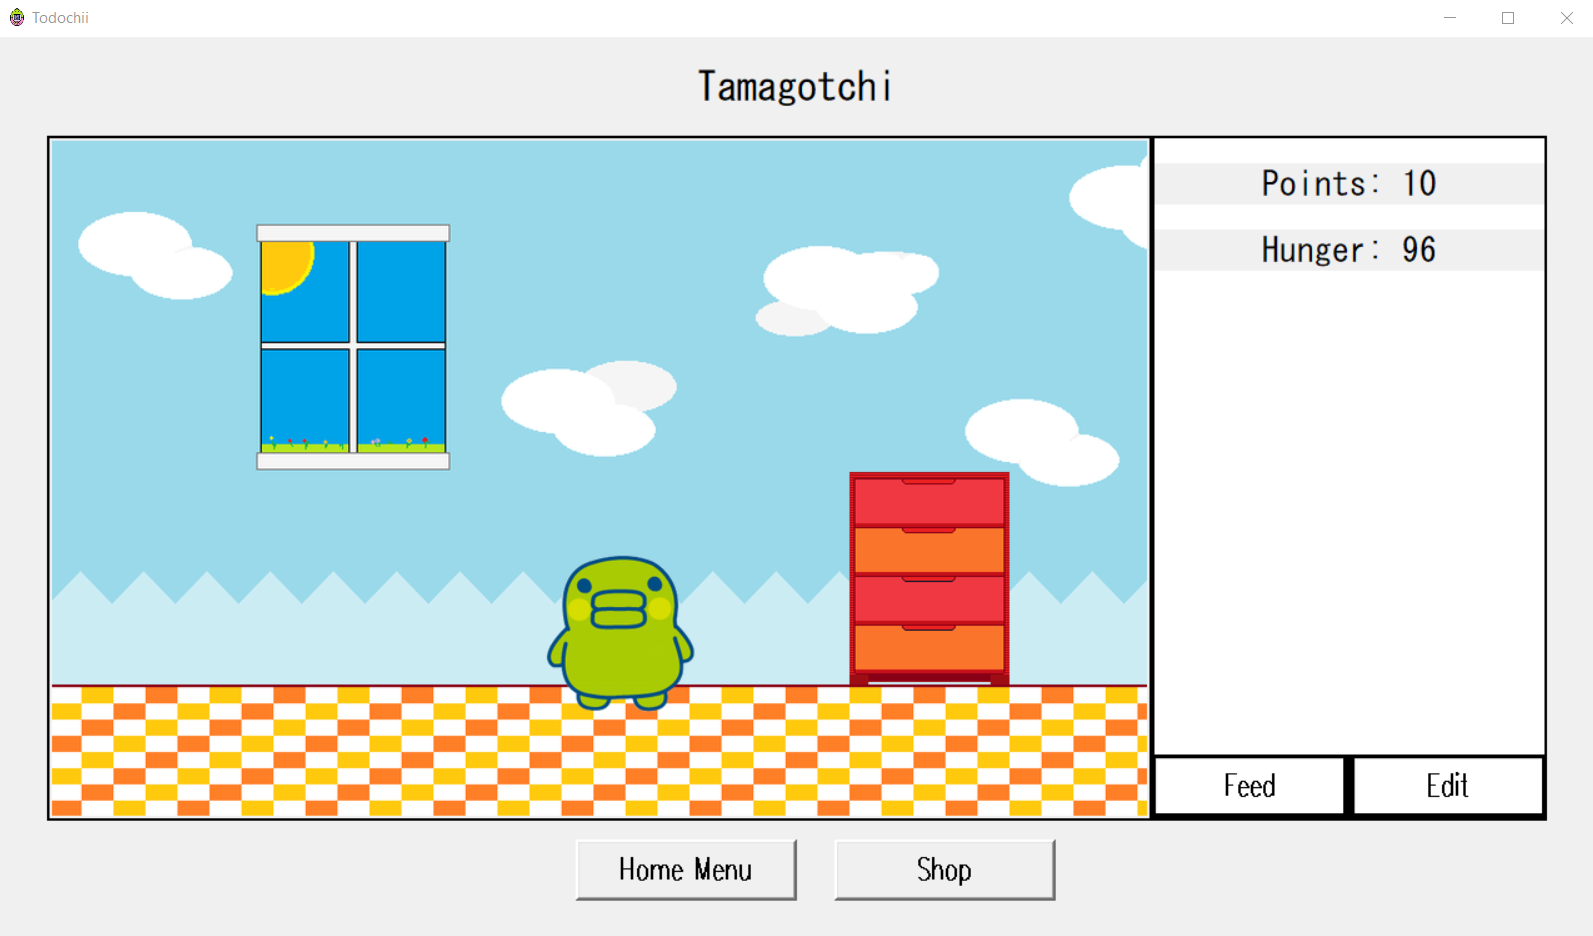 Todochii
Tamagotchi
Points: 10
Hunger: 96
Feed
Edit
Home Menu
Shop